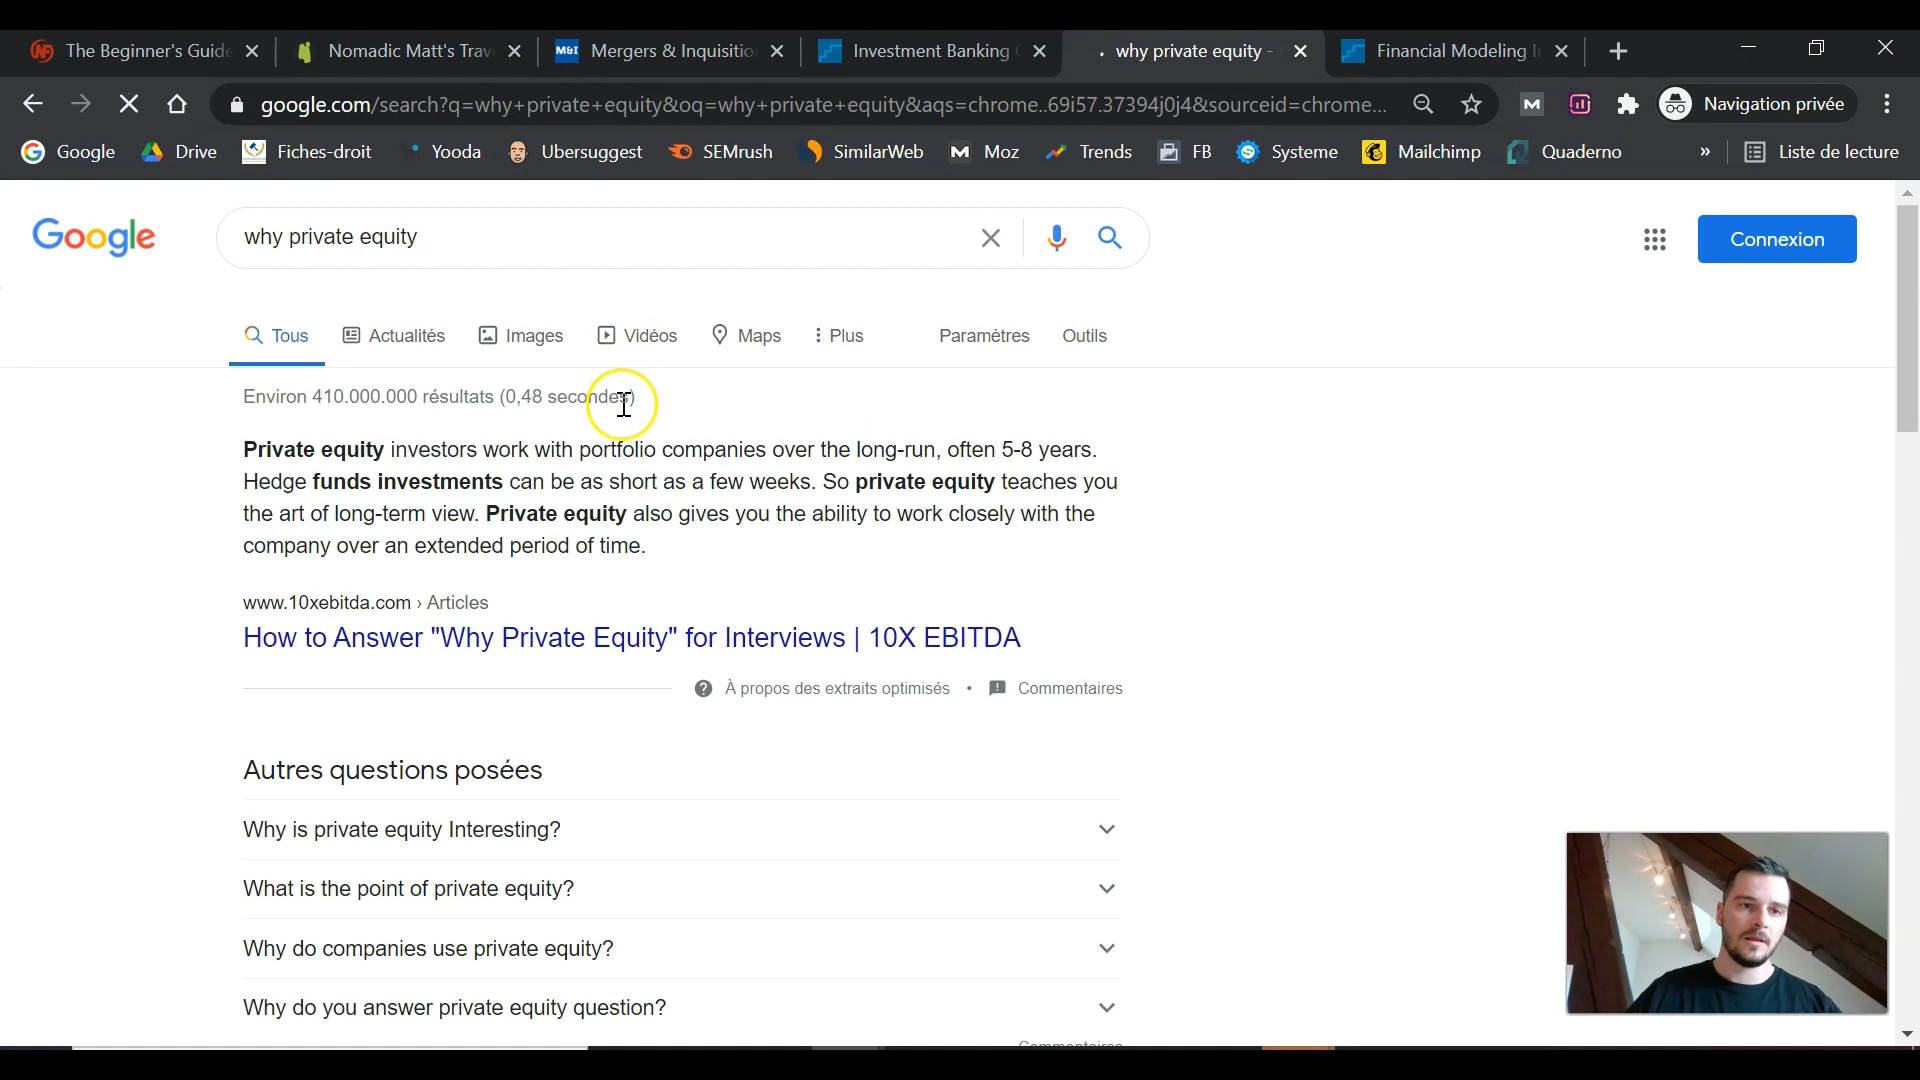 The Beginner's Guide
Nomadic Matt's Trav
M&I Mergers & Inquisitio
Investment Banking
why private equity -
Financial Modeling I
google.com/search?q=why+private+equity&oq=why+private+equity&aqs=chrome..69i57.37394j0j4&sourceid=chrome...
Navigation privée
Google
Drive
Fiches-droit
Yooda
Ubersuggest
SEMrush
SimilarWeb
Moz
Trends
FB
Systeme
Mailchimp
Quaderno
»
Liste de lecture
Google
why private equity
Connexion
Tous
Actualités
Images
Vidéos
Maps
Plus
Paramètres
Outils
Environ 410.000.000 résultats (0,48 secondes)
Private equity investors work with portfolio companies over the long-run, often 5-8 years.
Hedge funds investments can be as short as a few weeks. So private equity teaches you
the art of long-term view. Private equity also gives you the ability to work closely with the
company over an extended period of time.
www.10xebitda.com › Articles
How to Answer "Why Private Equity" for Interviews | 10X EBITDA
À propos des extraits optimisés • Commentaires
Autres questions posées
Why is private equity Interesting?
What is the point of private equity?
Why do companies use private equity?
Why do you answer private equity question?
Commentaires